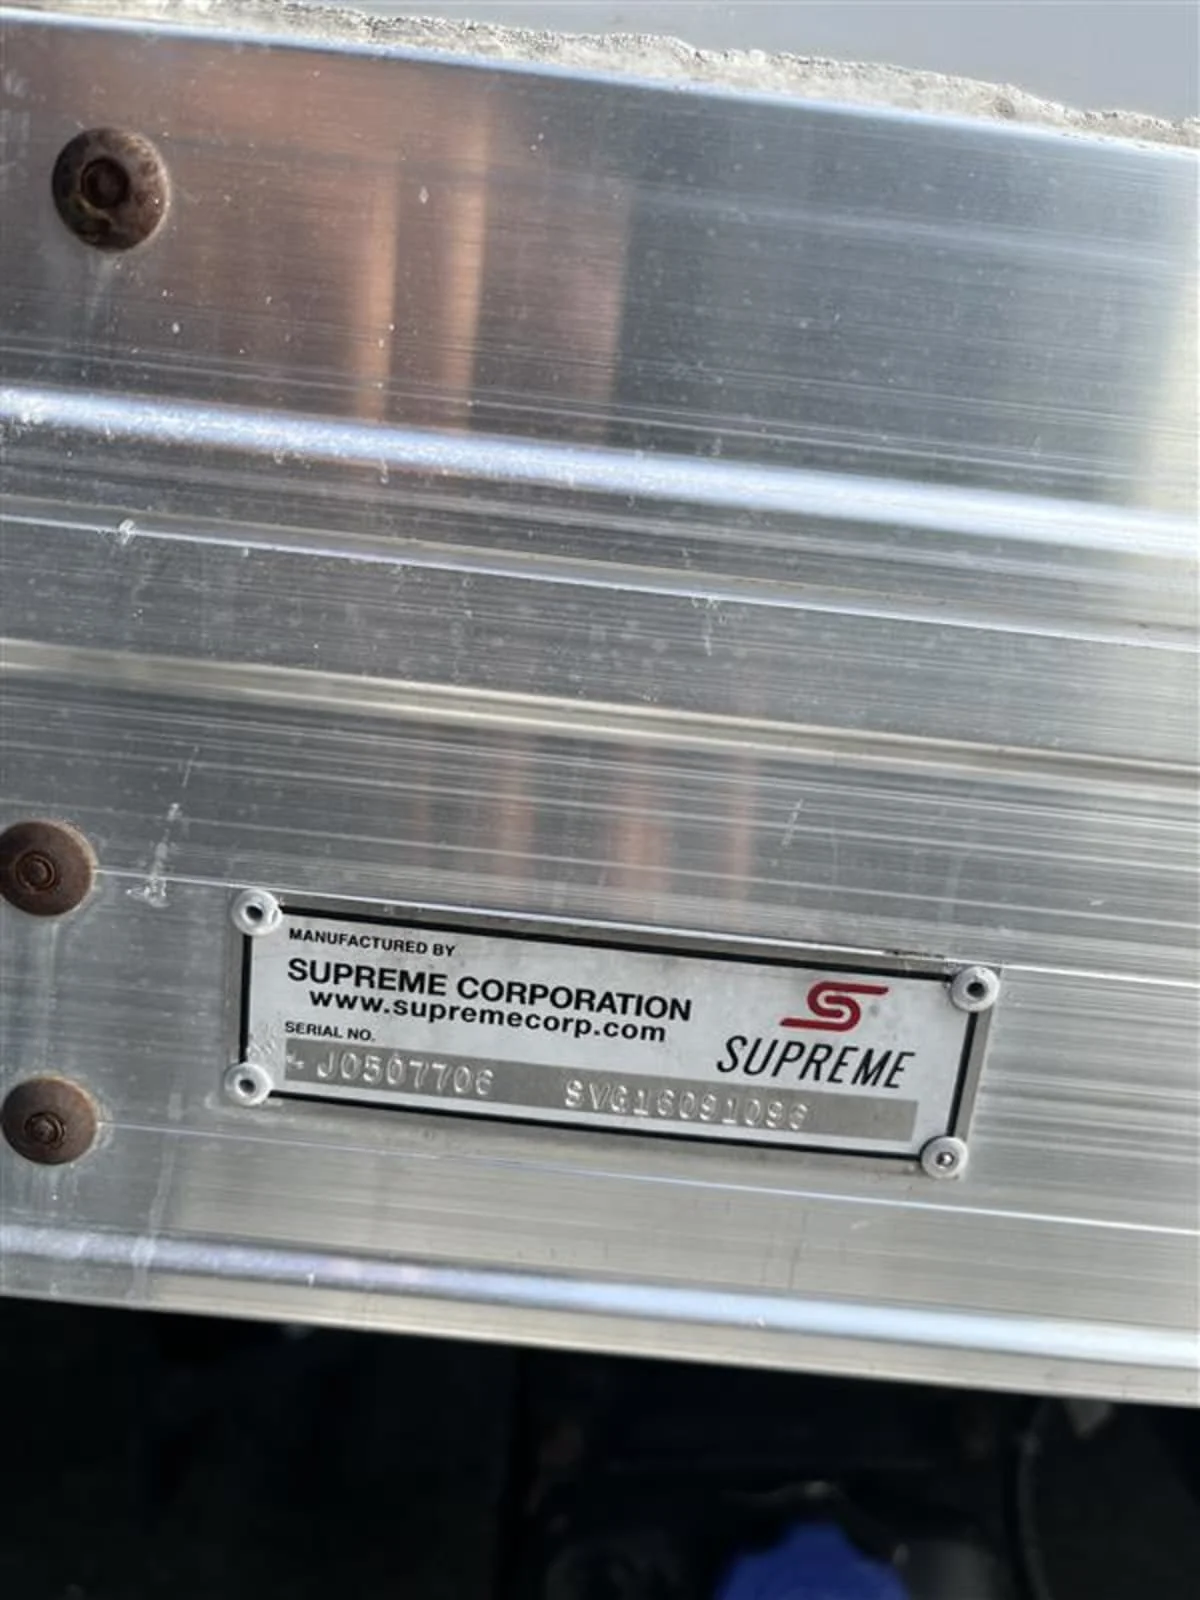 MANUFACTURED BY
SUPREME CORPORATION
www.supremecorp.com
SERIAL NO.
J0507706 SVG16091096
SUPREME